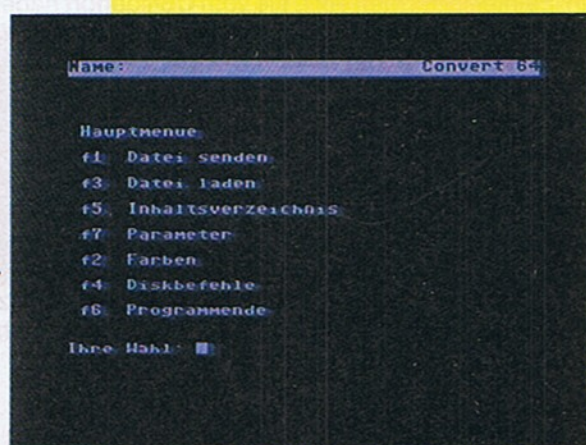 Name: Convert 64
Hauptmenue
f1 Datei senden
f3 Datei laden
f5 Inhaltsverzeichnis
f7 Parameter
f2 Farben
f4 Diskbefehle
f6 Programmende
Ihre Wahl: